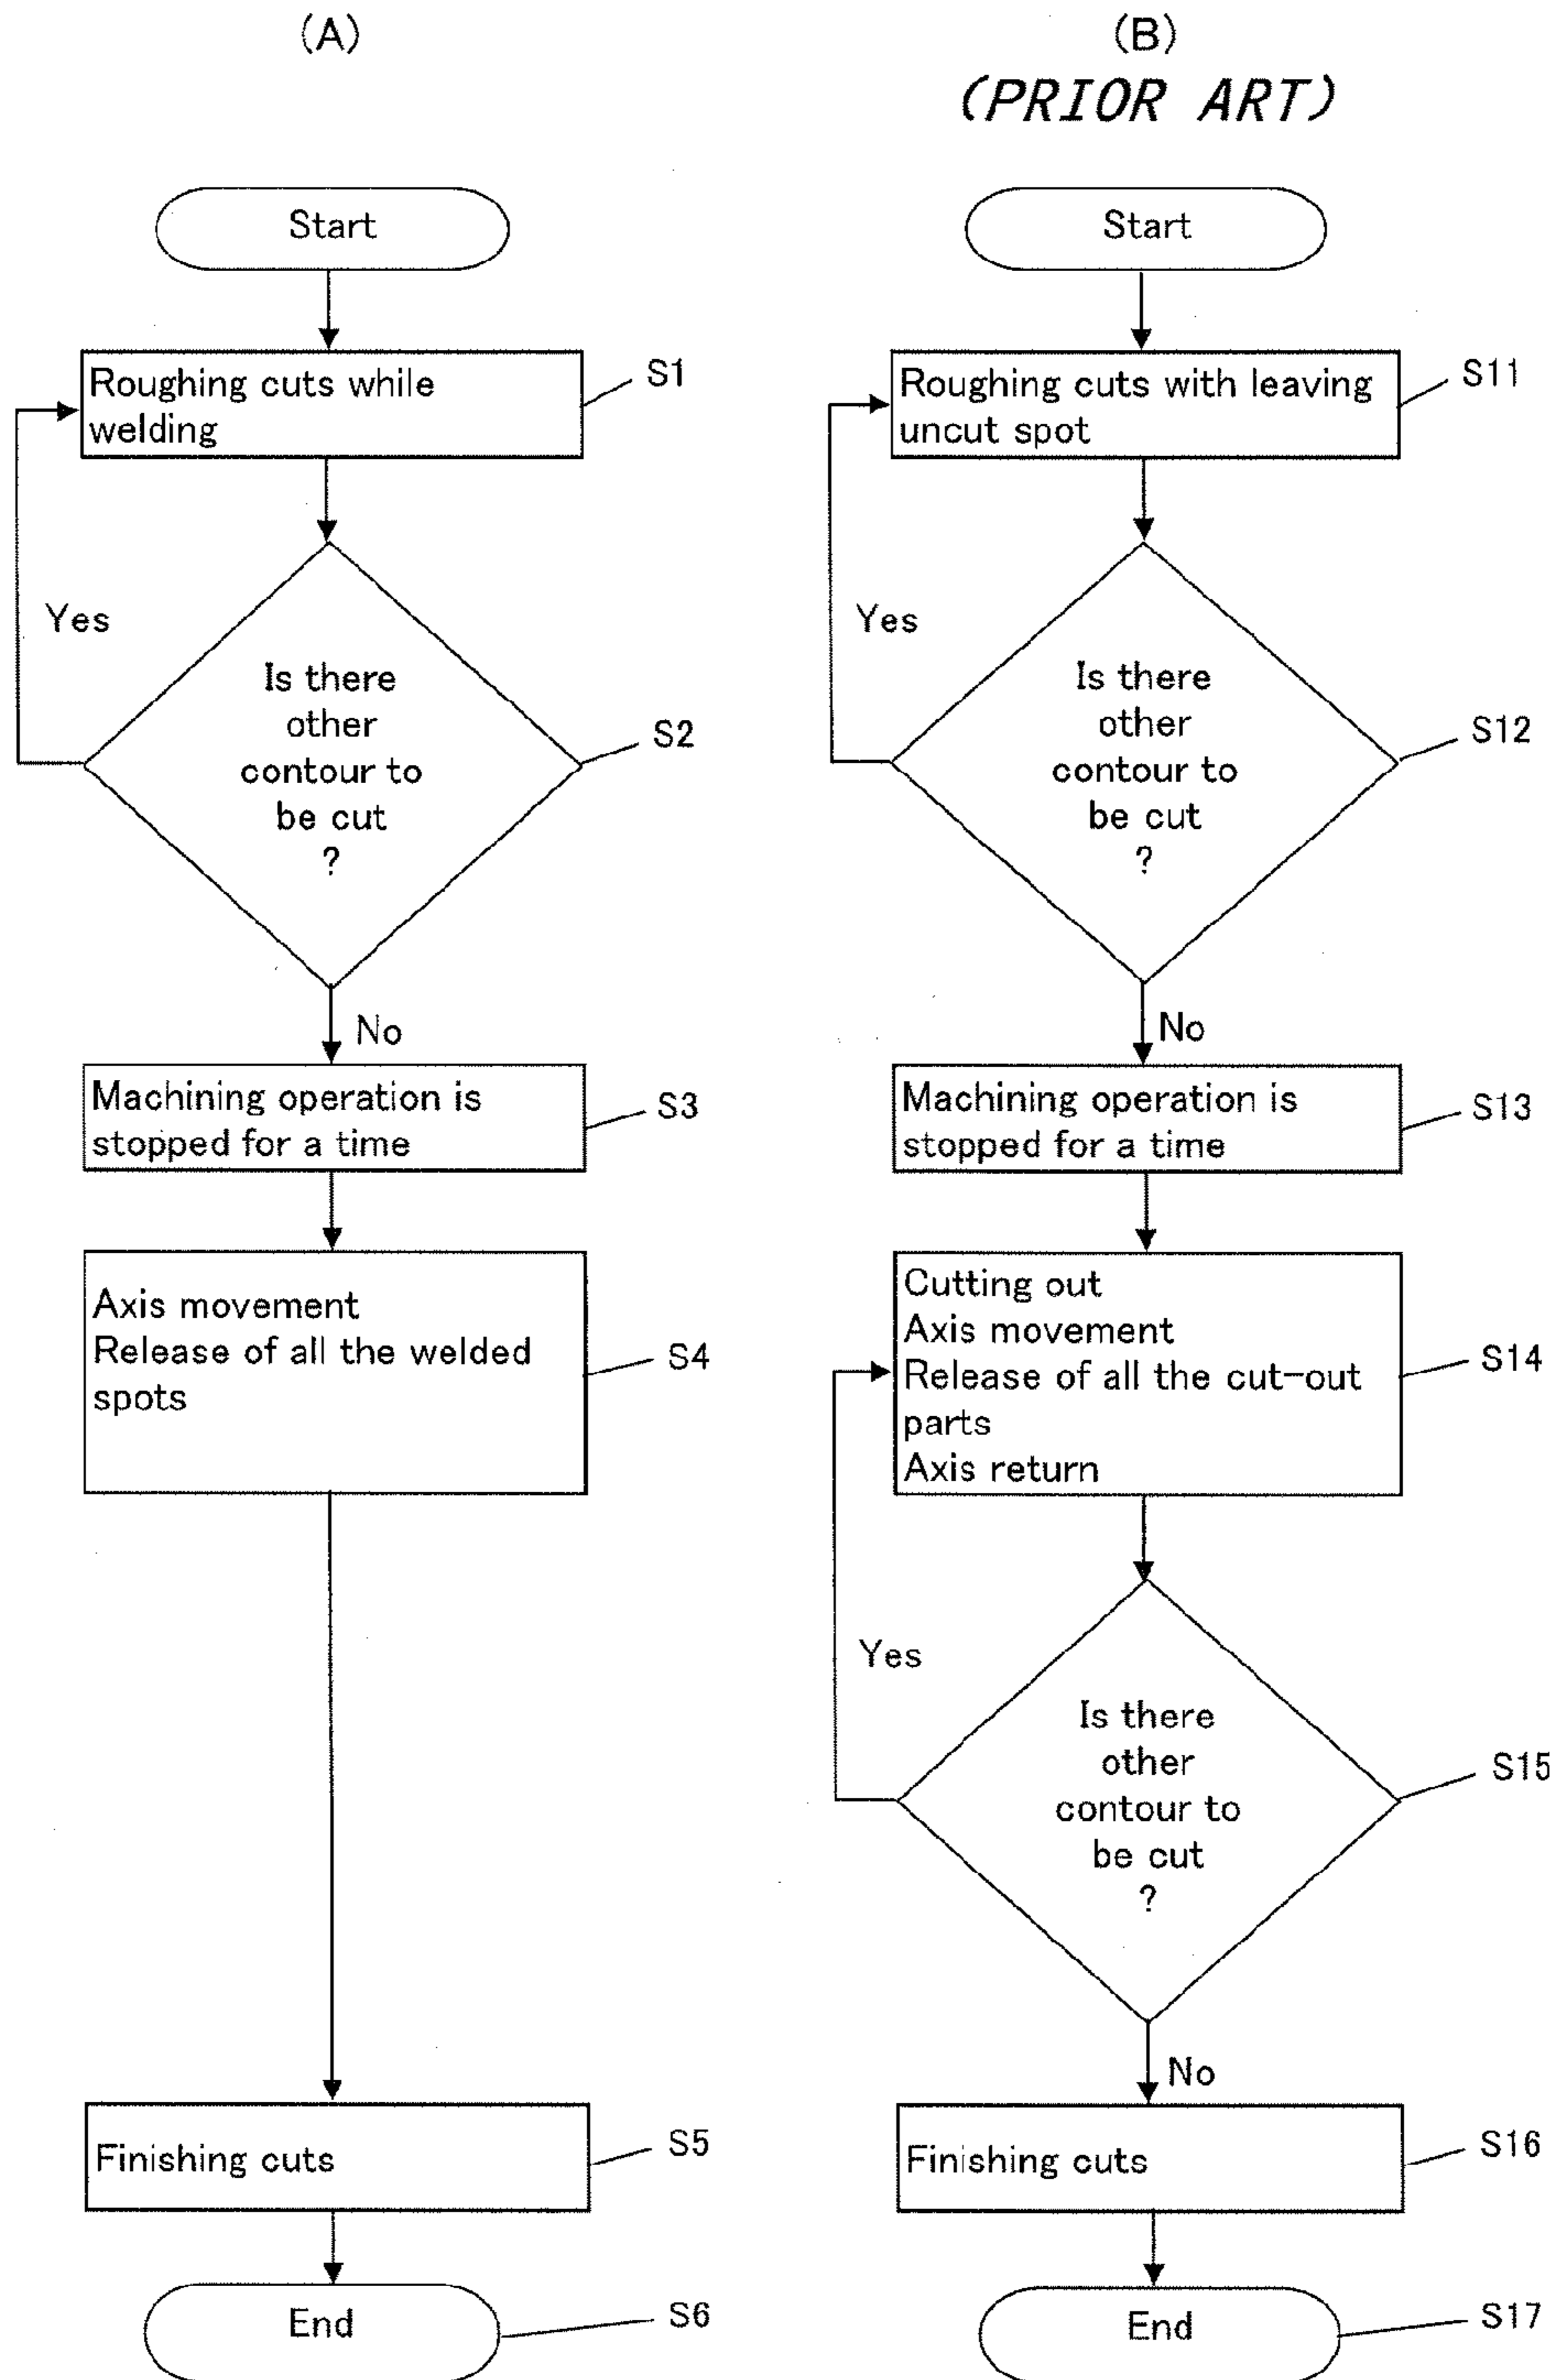 (A)
Start
Roughing cuts while
welding
S1
Yes
Is there
other
contour to
be cut
?
S2
No
Machining operation is
stopped for a time
S3
Axis movement
Release of all the welded
spots
S4
Finishing cuts
S5
End
S6
(B)
(PRIOR ART)
Start
Roughing cuts with leaving
uncut spot
S11
Yes
Is there
other
contour to
be cut
?
S12
No
Machining operation is
stopped for a time
S13
Cutting out
Axis movement
Release of all the cut-out
parts
Axis return
S14
Yes
Is there
other
contour to
be cut
?
S15
No
Finishing cuts
S16
End
S17